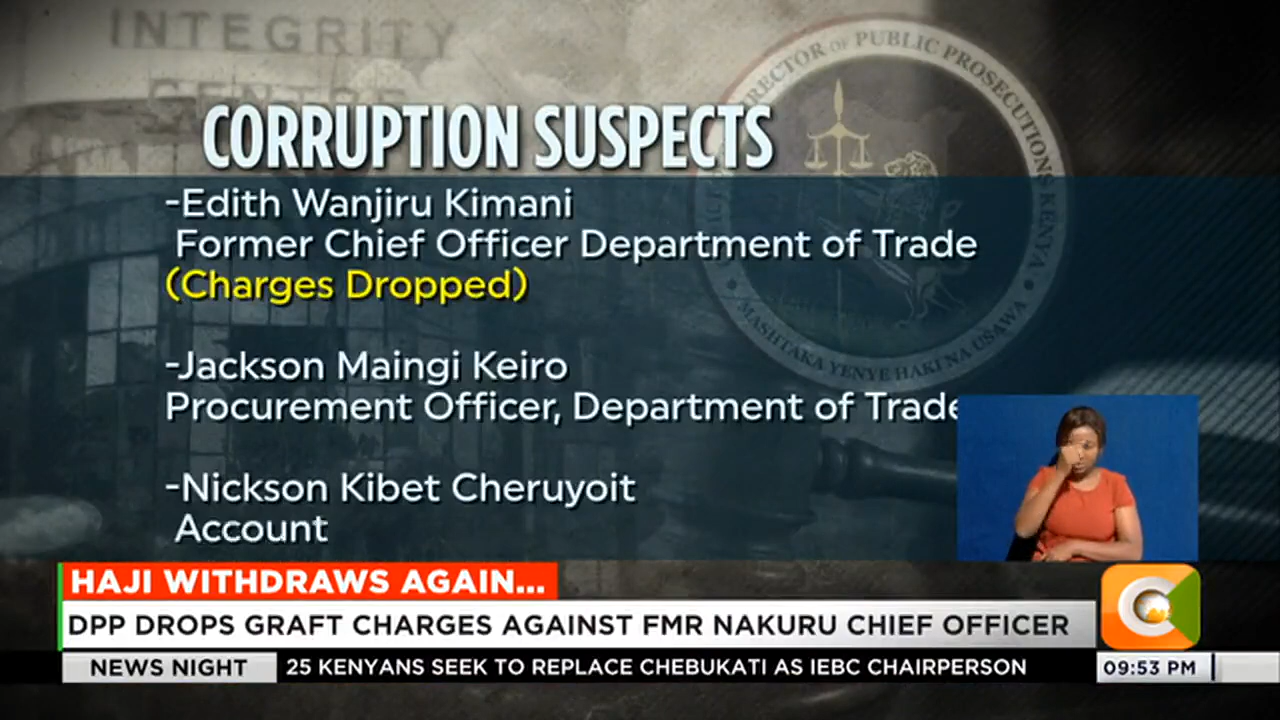 INTEGRITY
CENTRE
DIRECTOR OF PUBLIC PROSECUTIONS KENYA
MASHTAKA YENYE HAKI NA USAWA
CORRUPTION SUSPECTS
-Edith Wanjiru Kimani
Former Chief Officer Department of Trade
(Charges Dropped)
-Jackson Maingi Keiro
Procurement Officer, Department of Trade
-Nickson Kibet Cheruyoit
Account
HAJI WITHDRAWS AGAIN...
DPP DROPS GRAFT CHARGES AGAINST FMR NAKURU CHIEF OFFICER
NEWS NIGHT
25 KENYANS SEEK TO REPLACE CHEBUKATI AS IEBC CHAIRPERSON
09:53 PM